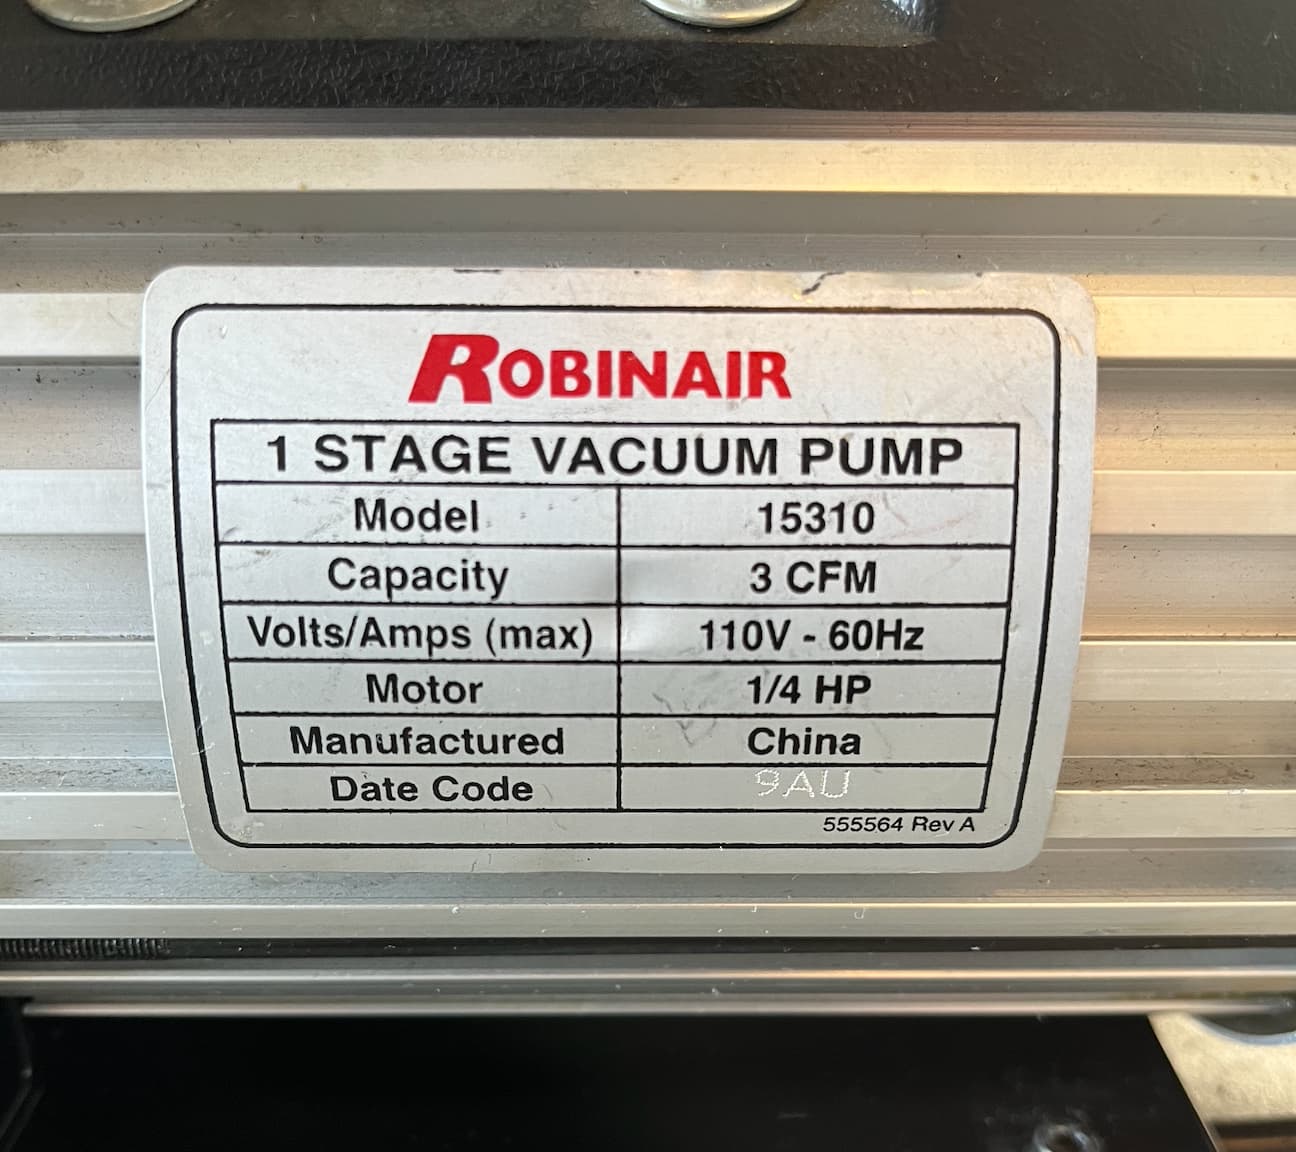 ROBINAIR
1 STAGE VACUUM PUMP
Model 15310
Capacity 3 CFM
Volts/Amps (max) 110V - 60Hz
Motor 1/4 HP
Manufactured China
Date Code 9AU
555564 Rev A